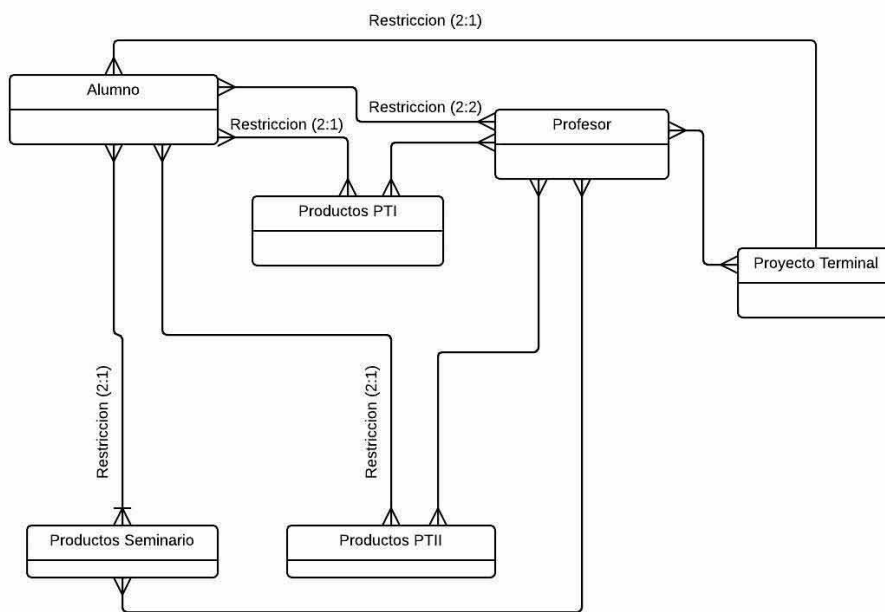 Restriccion (2:1)
Alumno
Restriccion (2:2)
Restriccion (2:1)
Profesor
Productos PTI
Proyecto Terminal
Restriccion (2:1)
Restriccion (2:1)
Productos Seminario
Productos PTII